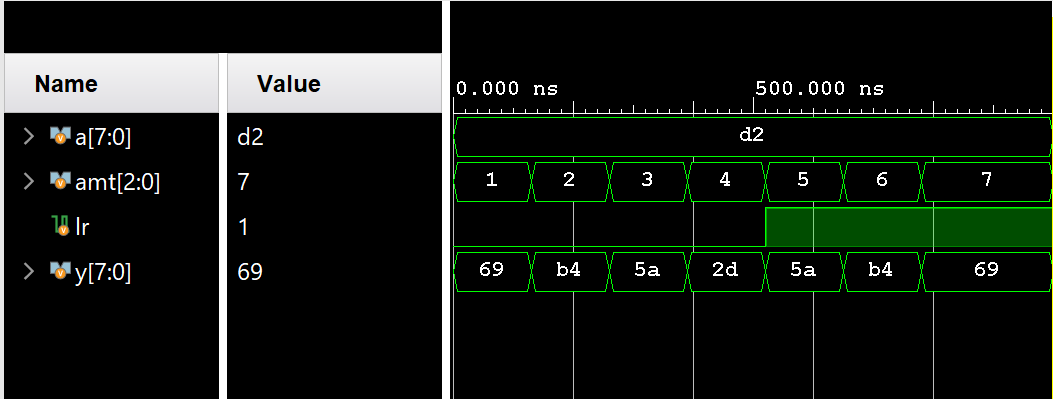 0.000 ns 500.000 ns
Name Value
a[7:0] d2 d2
amt[2:0] 7 1 2 3 4 5 6 7
lr 1
y[7:0] 69 69 b4 5a 2d 5a b4 69